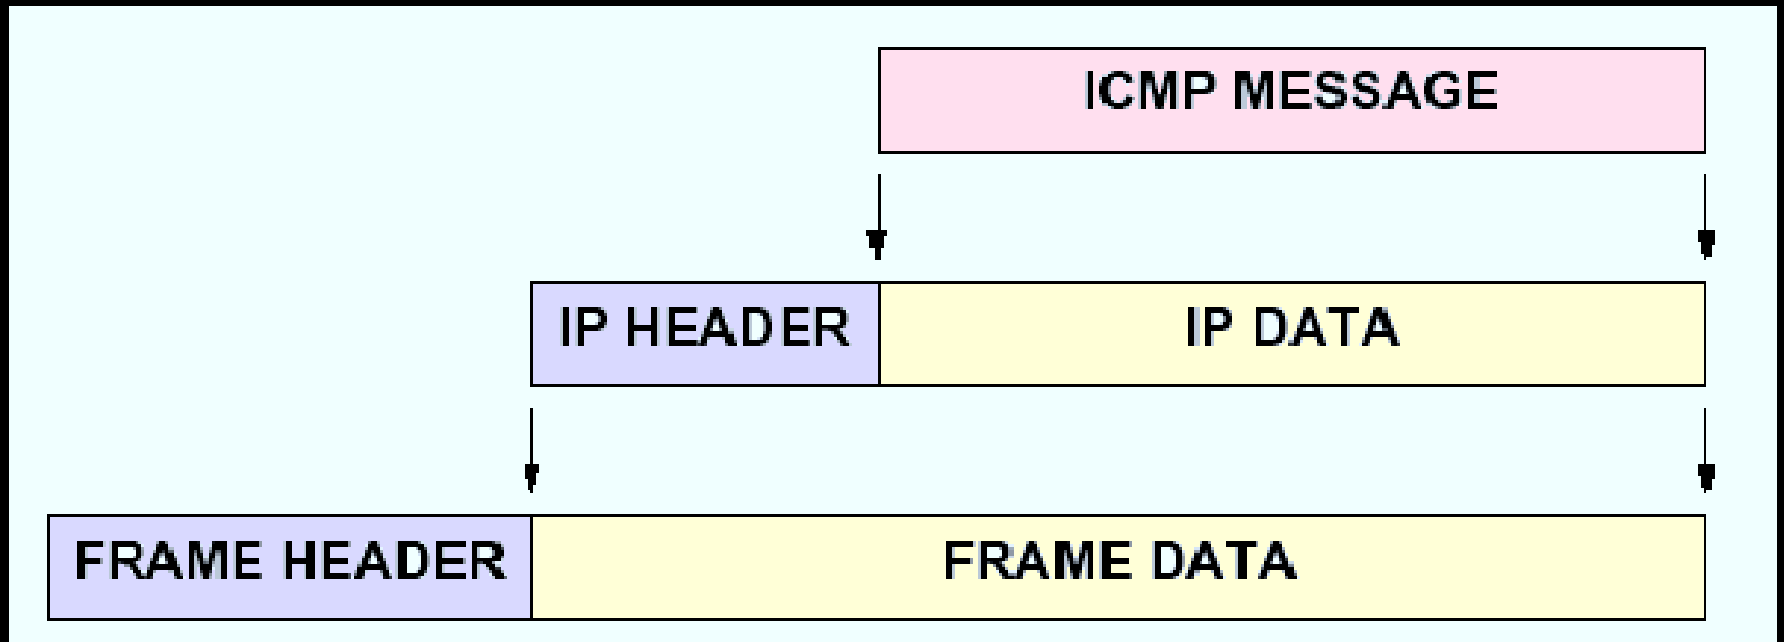 ICMP MESSAGE
IP HEADER IP DATA
FRAME HEADER FRAME DATA